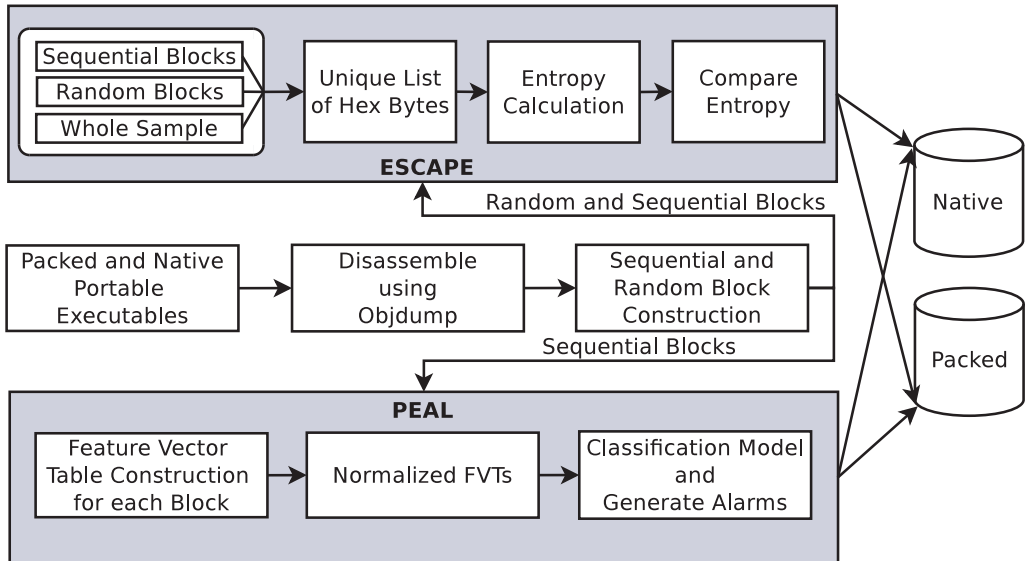 Sequential Blocks
Random Blocks
Whole Sample
Unique List
of Hex Bytes
Entropy
Calculation
Compare
Entropy
ESCAPE
Native
Random and Sequential Blocks
Packed and Native
Portable
Executables
Disassemble
using
Objdump
Sequential and
Random Block
Construction
Sequential Blocks
Packed
PEAL
Feature Vector
Table Construction
for each Block
Normalized FVTs
Classification Model
and
Generate Alarms